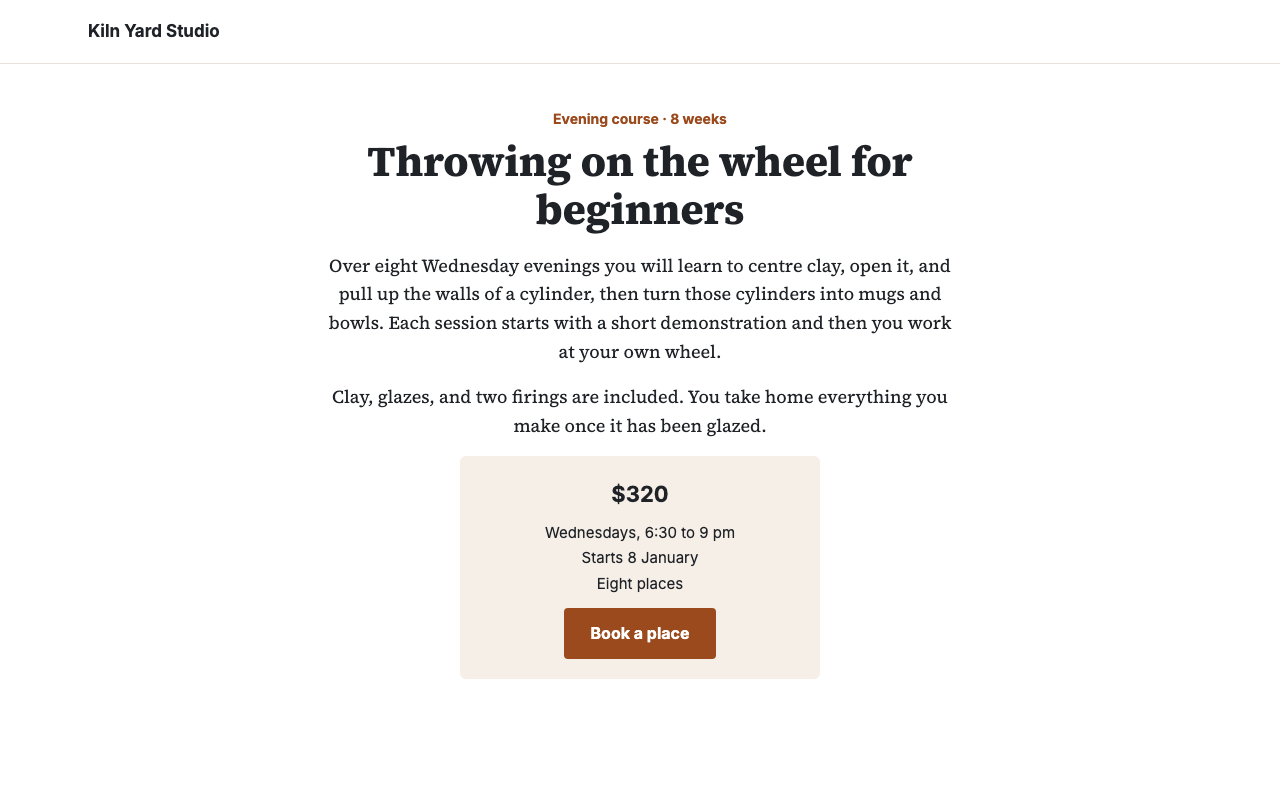 Kiln Yard Studio
Evening course · 8 weeks
Throwing on the wheel for
beginners
Over eight Wednesday evenings you will learn to centre clay, open it, and
pull up the walls of a cylinder, then turn those cylinders into mugs and
bowls. Each session starts with a short demonstration and then you work
at your own wheel.
Clay, glazes, and two firings are included. You take home everything you
make once it has been glazed.
$320
Wednesdays, 6:30 to 9 pm
Starts 8 January
Eight places
Book a place